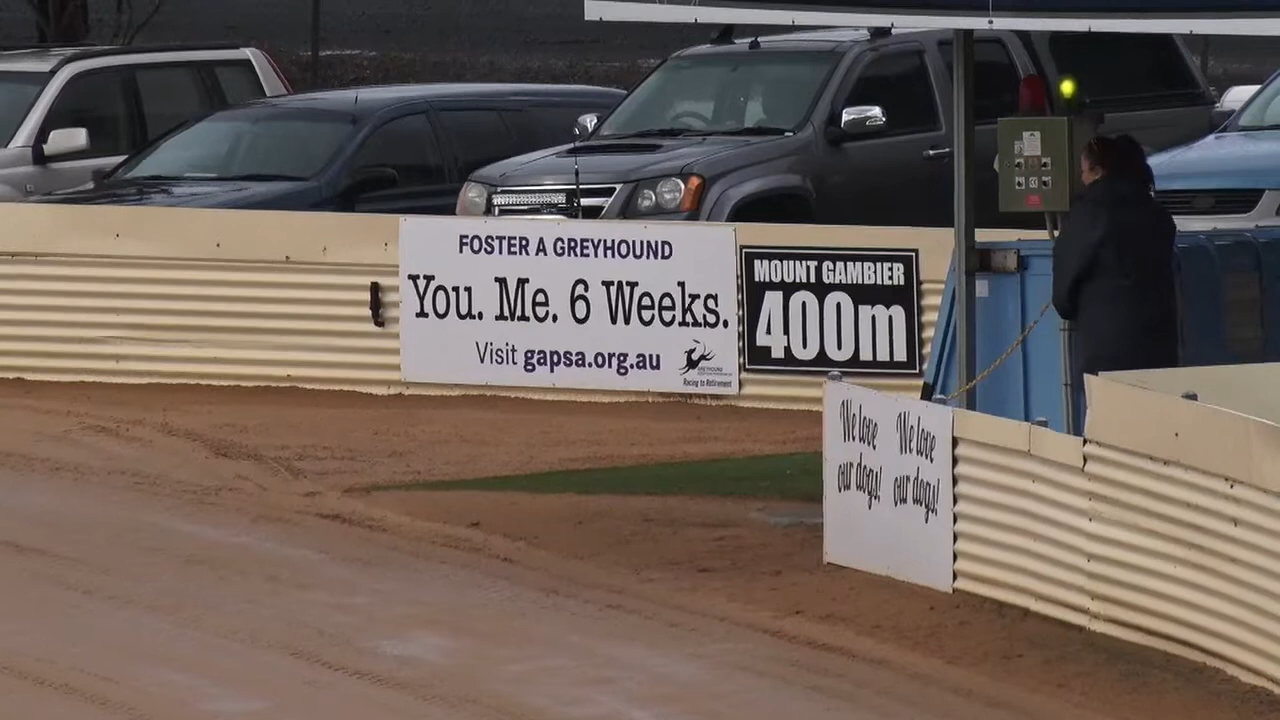 FOSTER A GREYHOUND
You. Me. 6 Weeks.
Visit gapsa.org.au
Racing to Retirement
MOUNT GAMBIER
400m
We love
our dogs!
We love
our dogs!